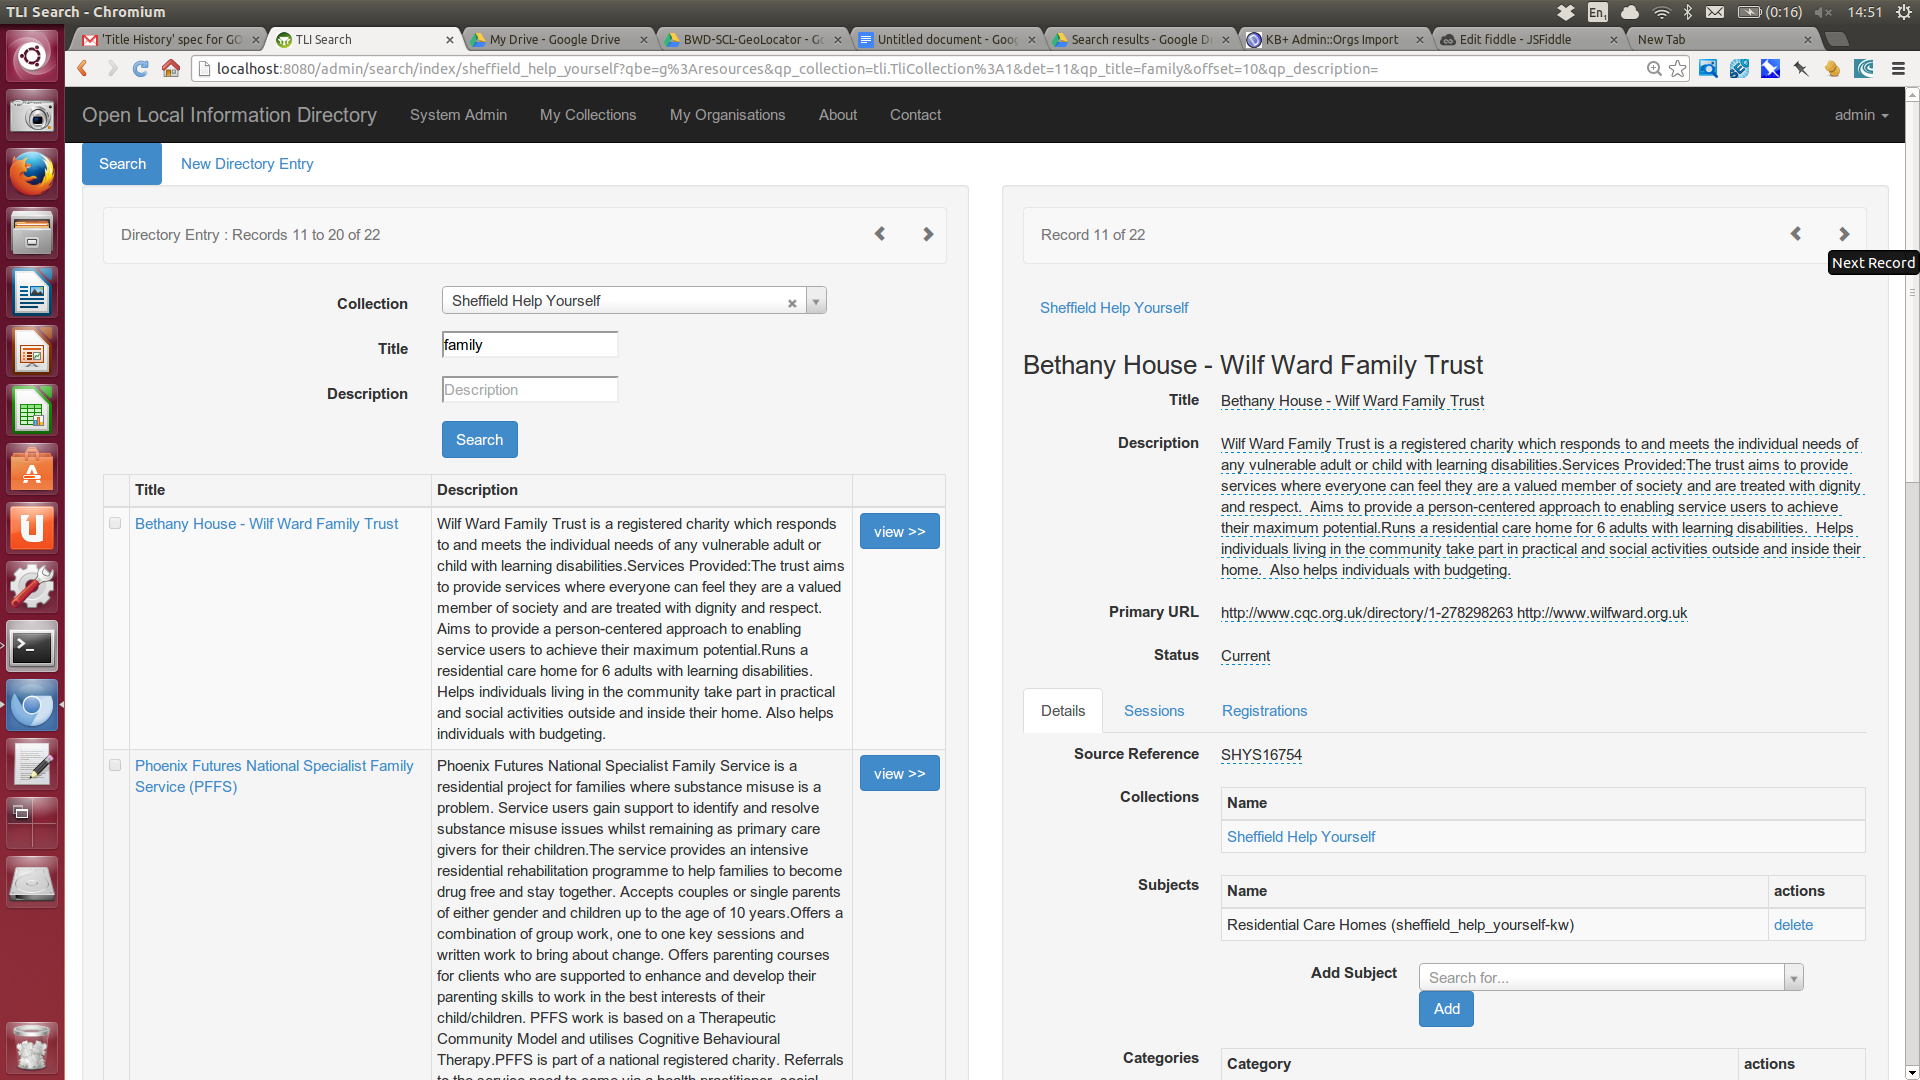 TLI Search - Chromium
En1
(0:16)
14:51
'Title History' spec for GO
TLI Search
My Drive - Google Drive
BWD-SCL-GeoLocator - Ge
Untitled document - Goog
Search results - Google D
KB+ Admin::Orgs Import
Edit fiddle - JSFiddle
New Tab
localhost:8080/admin/search/index/sheffield_help_yourself?qbe=g%3Aresources&qp_collection=tli.TliCollection%3A1&det=11&qp_title=family&offset=10&qp_description=
Open Local Information Directory
System Admin
My Collections
My Organisations
About
Contact
admin
Search
New Directory Entry
Directory Entry : Records 11 to 20 of 22
Collection
Sheffield Help Yourself
Title
family
Description
Description
Search
Title
Description
Bethany House - Wilf Ward Family Trust
Wilf Ward Family Trust is a registered charity which responds
to and meets the individual needs of any vulnerable adult or
child with learning disabilities.Services Provided:The trust aims
to provide services where everyone can feel they are a valued
member of society and are treated with dignity and respect.
Aims to provide a person-centered approach to enabling
service users to achieve their maximum potential.Runs a
residential care home for 6 adults with learning disabilities.
Helps individuals living in the community take part in practical
and social activities outside and inside their home. Also helps
individuals with budgeting.
view >>
Phoenix Futures National Specialist Family
Service (PFFS)
Phoenix Futures National Specialist Family Service is a
residential project for families where substance misuse is a
problem. Service users gain support to identify and resolve
substance misuse issues whilst remaining as primary care
givers for their children.The service provides an intensive
residential rehabilitation programme to help families to become
drug free and stay together. Accepts couples or single parents
of either gender and children up to the age of 10 years.Offers a
combination of group work, one to one key sessions and
written work to bring about change. Offers parenting courses
for clients who are supported to enhance and develop their
parenting skills to work in the best interests of their
child/children. PFFS work is based on a Therapeutic
Community Model and utilises Cognitive Behavioural
Therapy.PFFS is part of a national registered charity. Referrals
to the service need to come via a health practitioner, social
view >>
Record 11 of 22
Next Record
Sheffield Help Yourself
Bethany House - Wilf Ward Family Trust
Title
Bethany House - Wilf Ward Family Trust
Description
Wilf Ward Family Trust is a registered charity which responds to and meets the individual needs of
any vulnerable adult or child with learning disabilities.Services Provided:The trust aims to provide
services where everyone can feel they are a valued member of society and are treated with dignity
and respect. Aims to provide a person-centered approach to enabling service users to achieve
their maximum potential.Runs a residential care home for 6 adults with learning disabilities. Helps
individuals living in the community take part in practical and social activities outside and inside their
home. Also helps individuals with budgeting.
Primary URL
http://www.cqc.org.uk/directory/1-278298263 http://www.wilfward.org.uk
Status
Current
Details
Sessions
Registrations
Source Reference
SHYS16754
Collections
Name
Sheffield Help Yourself
Subjects
Name
actions
Residential Care Homes (sheffield_help_yourself-kw)
delete
Add Subject
Search for...
Add
Categories
Category
actions